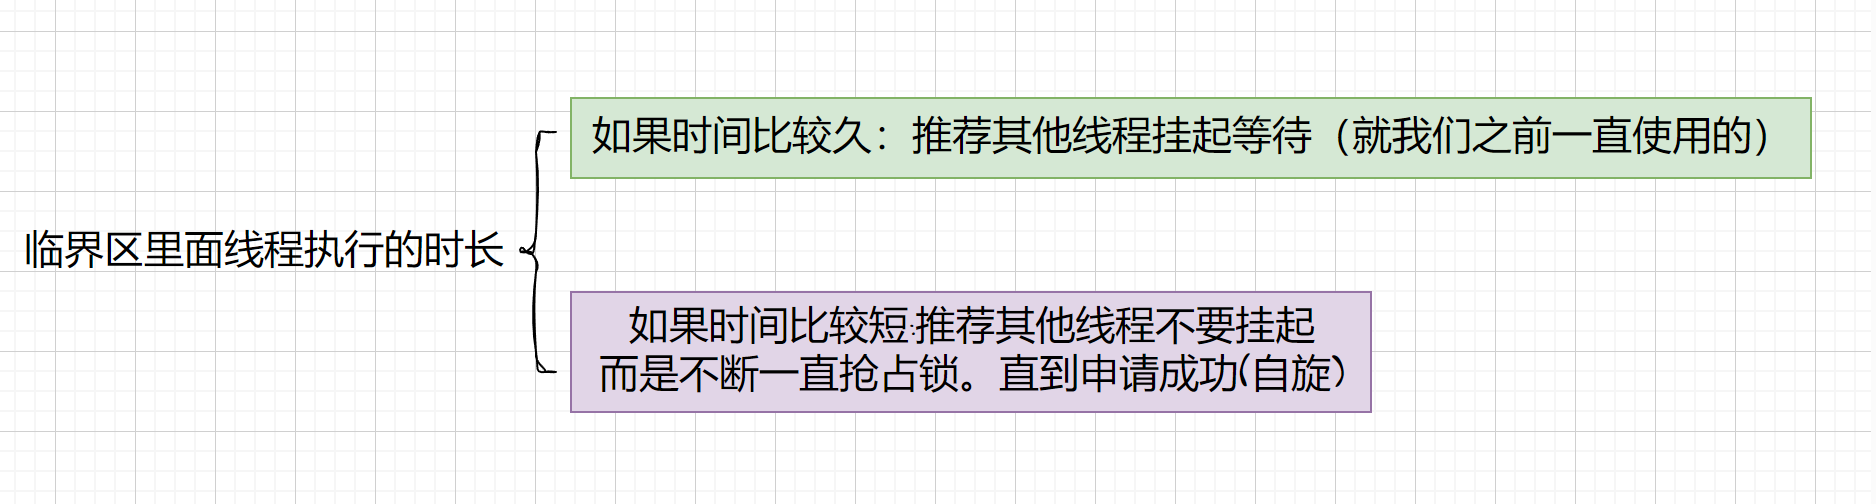 如果时间比较久：推荐其他线程挂起等待（就我们之前一直使用的）
临界区里面线程执行的时长
如果时间比较短:推荐其他线程不要挂起
而是不断一直抢占锁。直到申请成功(自旋）